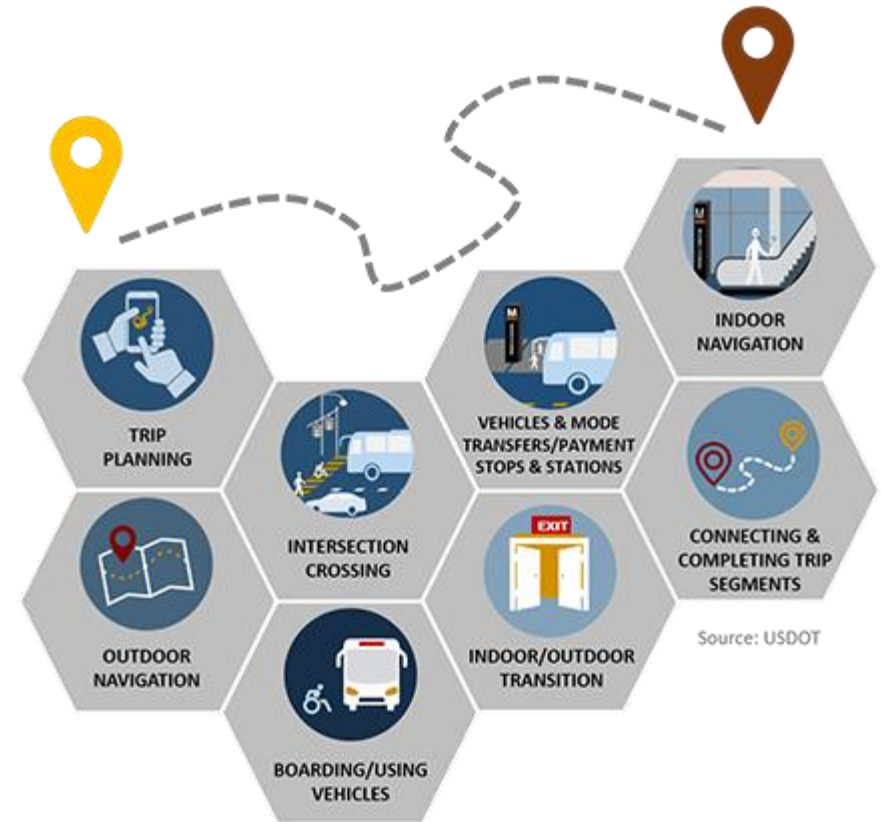 TRIP
PLANNING
OUTDOOR
NAVIGATION
INTERSECTION
CROSSING
BOARDING/USING
VEHICLES
M
VEHICLES & MODE
TRANSFERS/PAYMENT
STOPS & STATIONS
EXIT
INDOOR/OUTDOOR
TRANSITION
M
INDOOR
NAVIGATION
CONNECTING &
COMPLETING TRIP
SEGMENTS
Source: USDOT